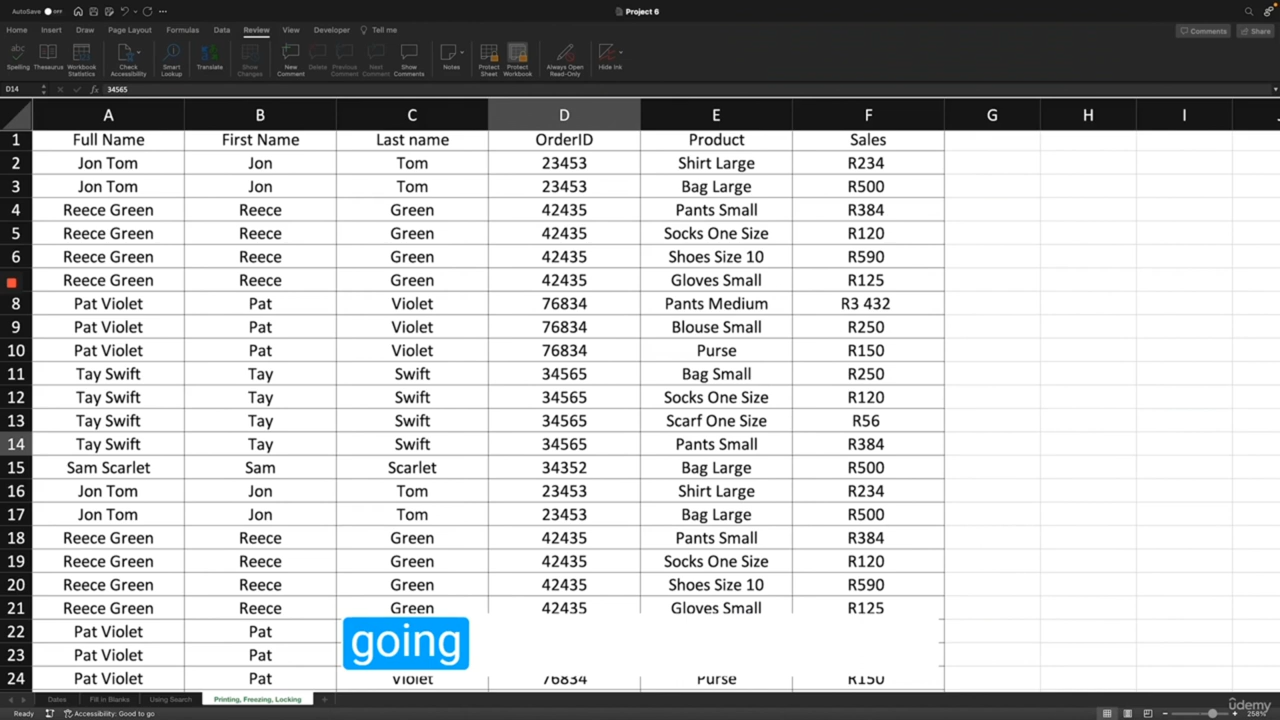 AutoSave OFF Project 6
Home Insert Draw Page Layout Formulas Data Review View Developer Tell me Comments Share
Spelling Thesaurus Workbook Statistics Check Accessibility Smart Lookup Translate Show Changes New Comment Delete Previous Comment Next Comment Show Comments Notes Protect Sheet Protect Workbook Always Open Read-Only Hide Ink
D14 fx 34565
A B C D E F G H I
1 Full Name First Name Last name OrderID Product Sales
2 Jon Tom Jon Tom 23453 Shirt Large R234
3 Jon Tom Jon Tom 23453 Bag Large R500
4 Reece Green Reece Green 42435 Pants Small R384
5 Reece Green Reece Green 42435 Socks One Size R120
6 Reece Green Reece Green 42435 Shoes Size 10 R590
Reece Green Reece Green 42435 Gloves Small R125
8 Pat Violet Pat Violet 76834 Pants Medium R3 432
9 Pat Violet Pat Violet 76834 Blouse Small R250
10 Pat Violet Pat Violet 76834 Purse R150
11 Tay Swift Tay Swift 34565 Bag Small R250
12 Tay Swift Tay Swift 34565 Socks One Size R120
13 Tay Swift Tay Swift 34565 Scarf One Size R56
14 Tay Swift Tay Swift 34565 Pants Small R384
15 Sam Scarlet Sam Scarlet 34352 Bag Large R500
16 Jon Tom Jon Tom 23453 Shirt Large R234
17 Jon Tom Jon Tom 23453 Bag Large R500
18 Reece Green Reece Green 42435 Pants Small R384
19 Reece Green Reece Green 42435 Socks One Size R120
20 Reece Green Reece Green 42435 Shoes Size 10 R590
21 Reece Green Reece Green 42435 Gloves Small R125
22 Pat Violet Pat
going
23 Pat Violet Pat
24 Pat Violet Pat Violet 76834 Purse R150
Dates Fill in Blanks Using Search Printing, Freezing, Locking +
Ready Accessibility: Good to go 258%
udemy